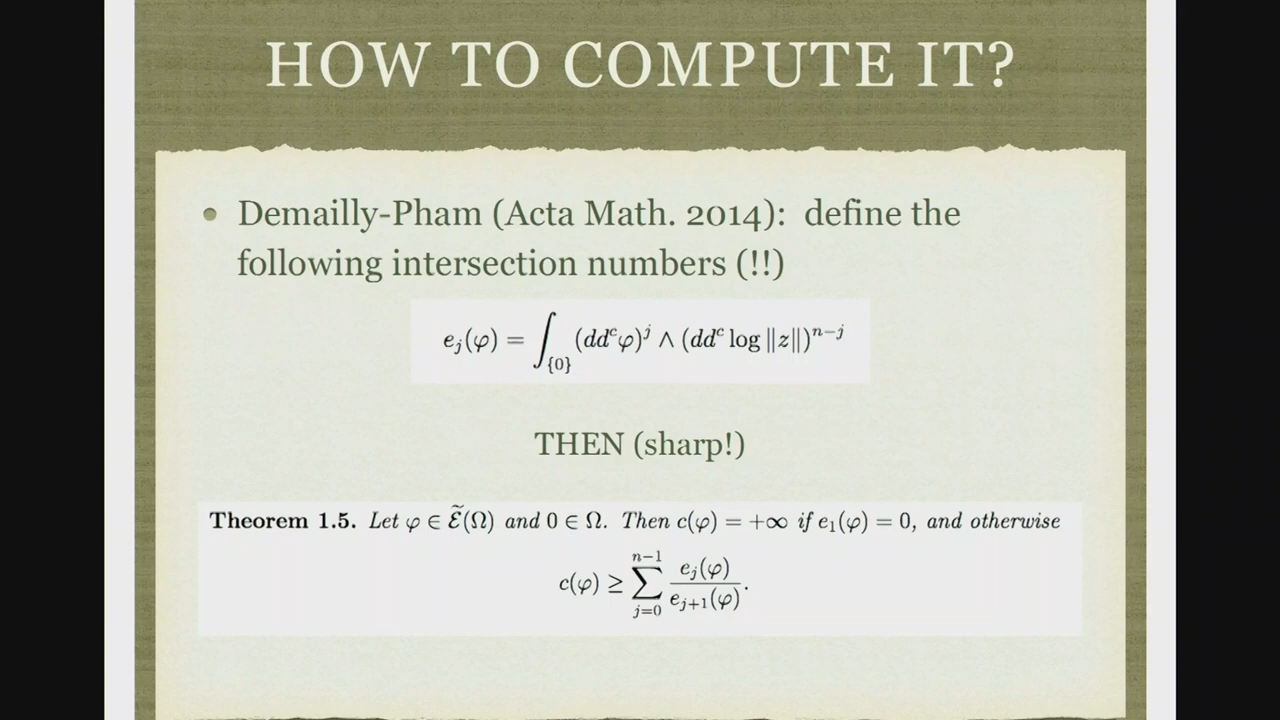 HOW TO COMPUTE IT?
• Demailly-Pham (Acta Math. 2014): define the
following intersection numbers (!!)
e_j(φ) = ∫_{{0}} (dd^c φ)^j ∧ (dd^c log ‖z‖)^{n−j}
THEN (sharp!)
Theorem 1.5. Let φ ∈ Ẽ(Ω) and 0 ∈ Ω. Then c(φ) = +∞ if e_1(φ) = 0, and otherwise
c(φ) ≥ ∑_{j=0}^{n−1} e_j(φ) / e_{j+1}(φ).